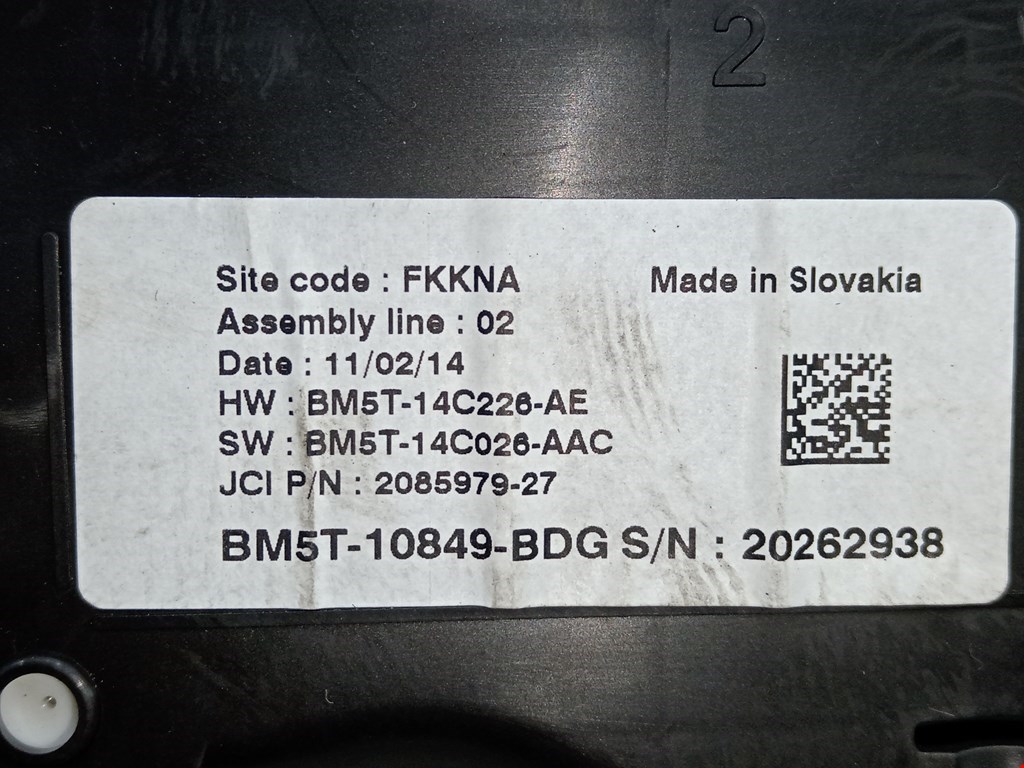 2
Site code : FKKNA Made in Slovakia
Assembly line : 02
Date : 11/02/14
HW : BM5T-14C226-AE
SW : BM5T-14C026-AAC
JCI P/N : 2085979-27
BM5T-10849-BDG S/N : 20262938